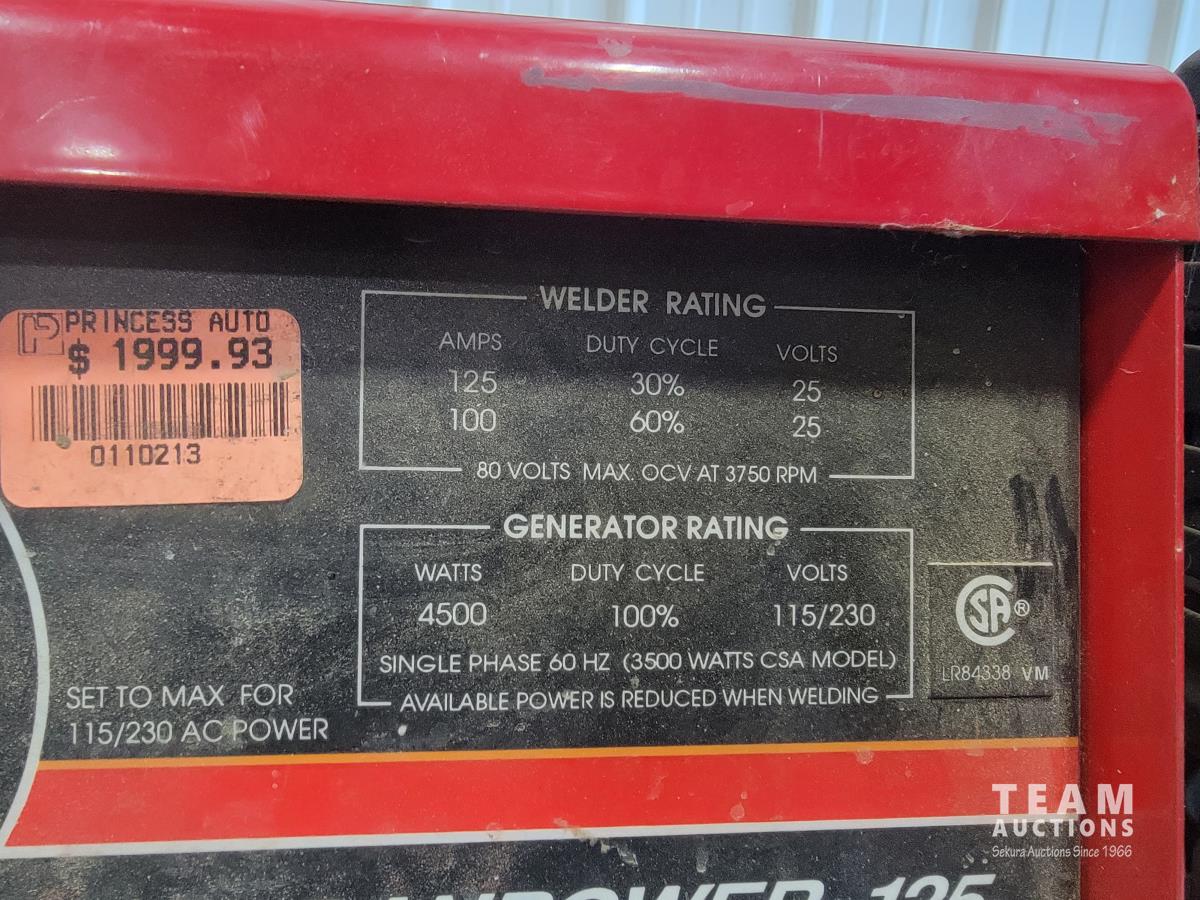 PRINCESS AUTO
$ 1999.93
0110213
WELDER RATING
AMPS DUTY CYCLE VOLTS
125 30% 25
100 60% 25
80 VOLTS MAX. OCV AT 3750 RPM
GENERATOR RATING
WATTS DUTY CYCLE VOLTS
4500 100% 115/230
SINGLE PHASE 60 HZ (3500 WATTS CSA MODEL)
AVAILABLE POWER IS REDUCED WHEN WELDING
CSA ®
LR84338 VM
SET TO MAX FOR
115/230 AC POWER
TEAM
AUCTIONS
Sekura Auctions Since 1966
135